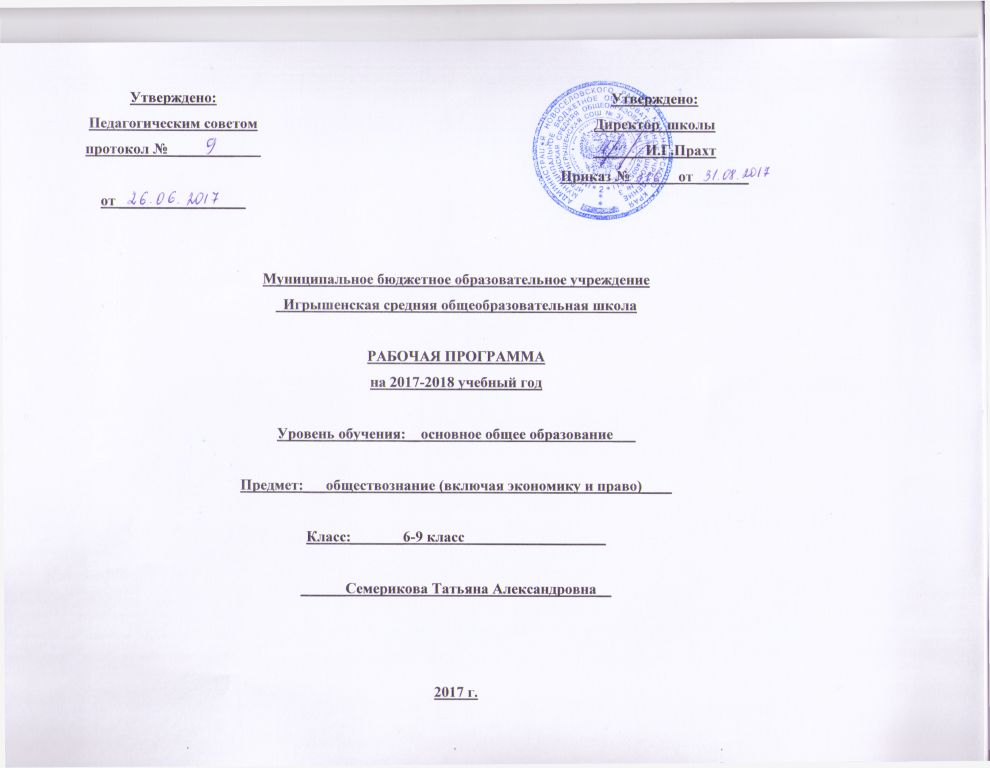 Утверждено:
Педагогическим советом
протокол № 9
от 26.06.2017
Утверждено:
Директор школы
И.Г.Прахт
Приказ № от 31.08.2017
Муниципальное бюджетное образовательное учреждение
Игрышенская средняя общеобразовательная школа
РАБОЧАЯ ПРОГРАММА
на 2017-2018 учебный год
Уровень обучения: основное общее образование
Предмет: обществознание (включая экономику и право)
Класс: 6-9 класс
Семерикова Татьяна Александровна
2017 г.